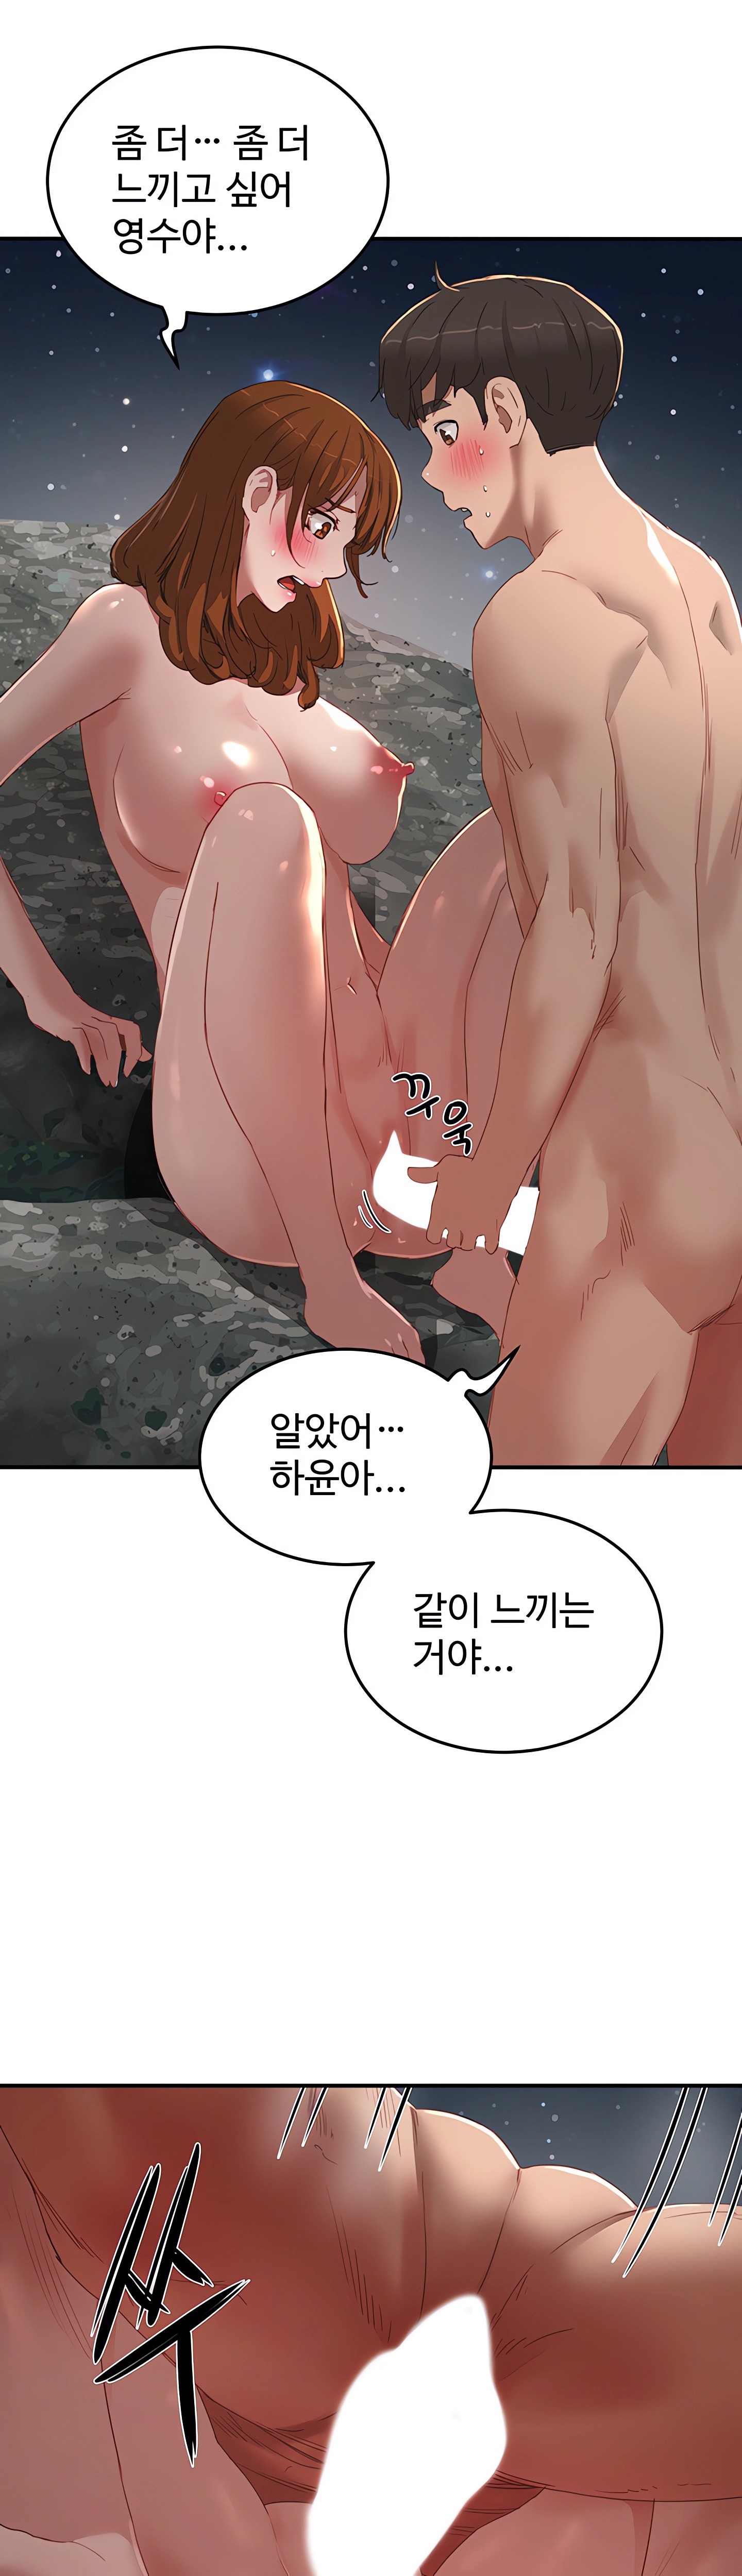 좀 더… 좀 더
느끼고 싶어
영수야...
꾸욱
알았어…
하윤아...
같이 느끼는
거야...
쑤